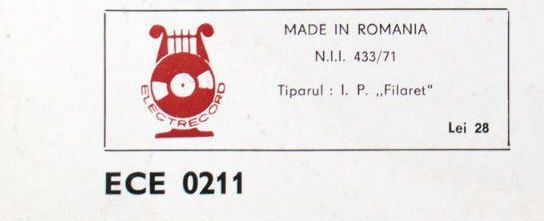 MADE IN ROMANIA
N.I.I. 433/71
Tiparul : I. P. „Filaret“
Lei 28
ELECTRECORD
ECE 0211